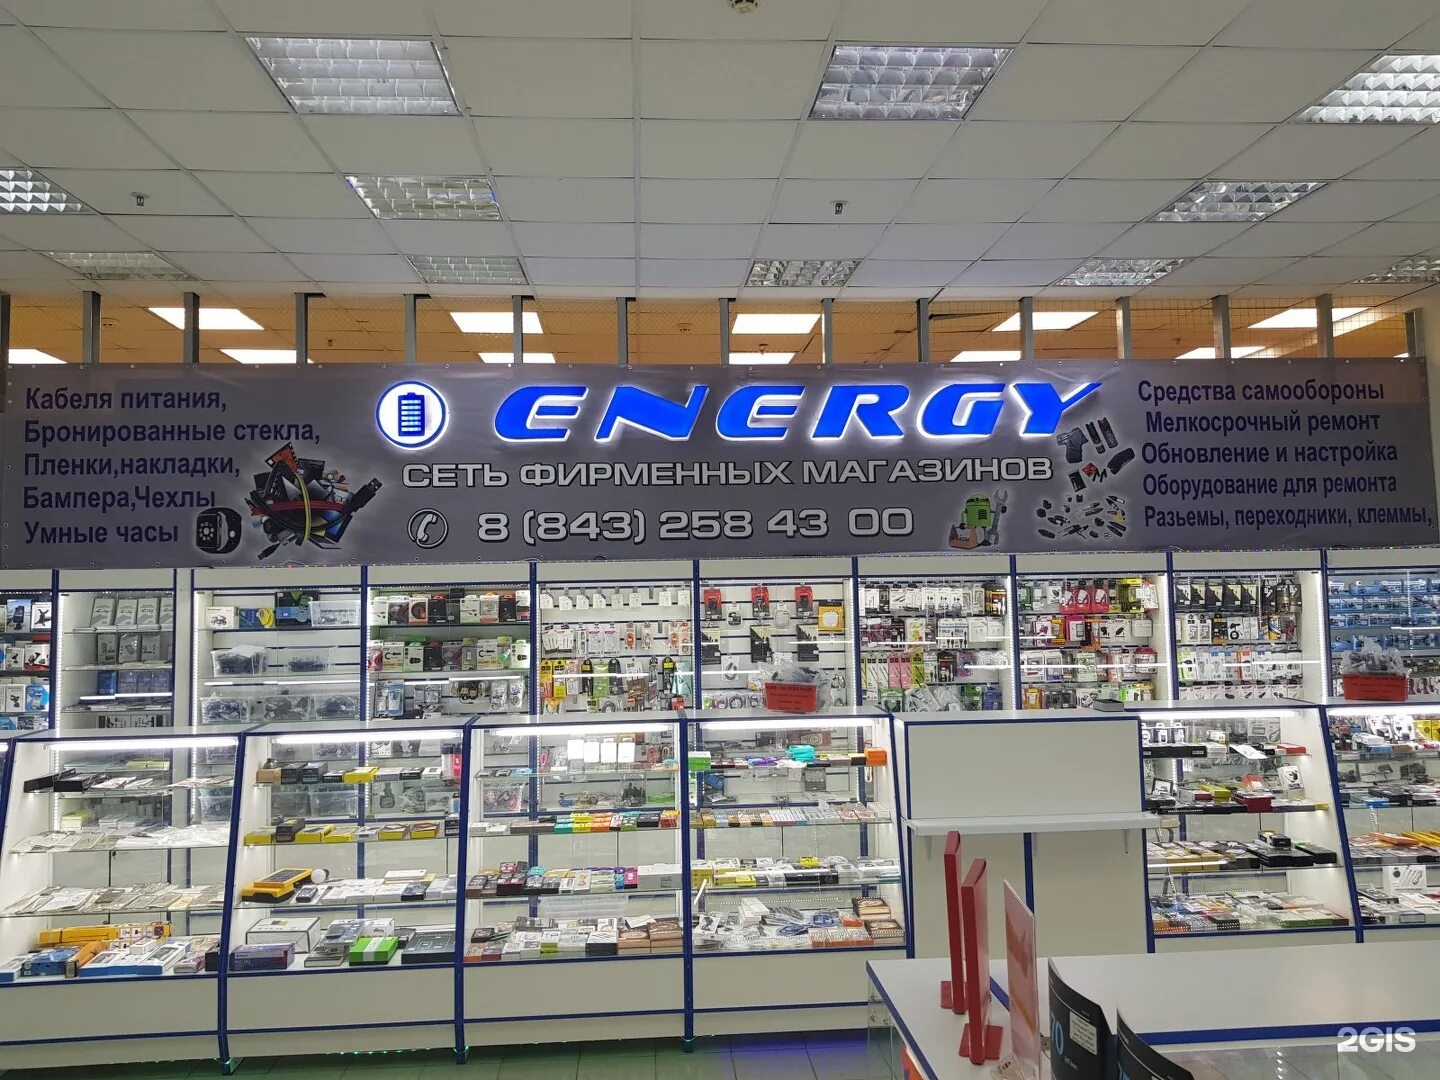 Кабеля питания,
Бронированные стекла,
Пленки,накладки,
Бампера,Чехлы
Умные часы
ENERGY
СЕТЬ ФИРМЕННЫХ МАГАЗИНОВ
8 (843) 258 43 00
Средства самообороны
Мелкосрочный ремонт
Обновление и настройка
Оборудование для ремонта
Разьемы, переходники, клеммы,
2GIS